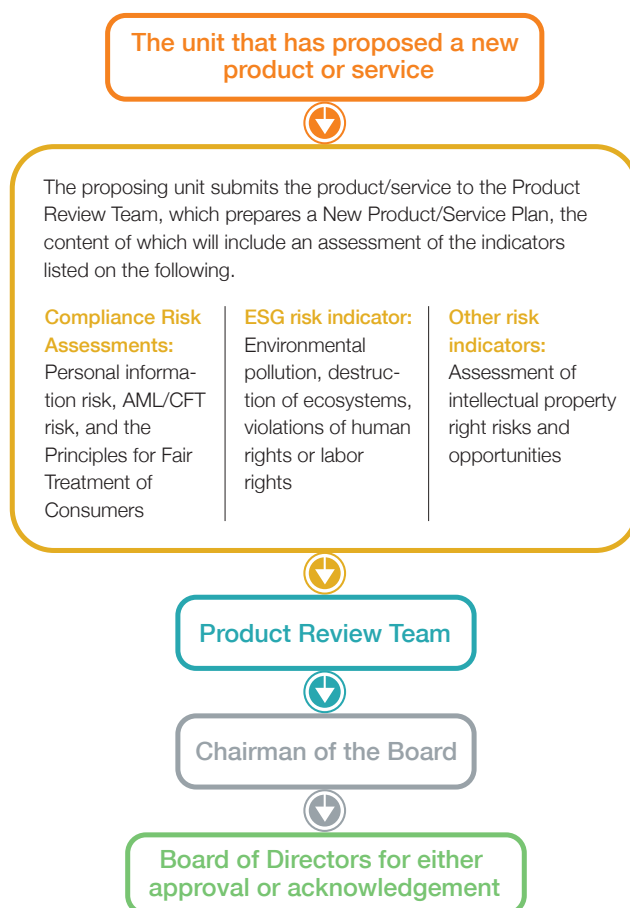 The unit that has proposed a new
product or service
The proposing unit submits the product/service to the Product
Review Team, which prepares a New Product/Service Plan, the
content of which will include an assessment of the indicators
listed on the following.
Compliance Risk
Assessments:
Personal informa-
tion risk, AML/CFT
risk, and the
Principles for Fair
Treatment of
Consumers
ESG risk indicator:
Environmental
pollution, destruc-
tion of ecosystems,
violations of human
rights or labor
rights
Other risk
indicators:
Assessment of
intellectual property
right risks and
opportunities
Product Review Team
Chairman of the Board
Board of Directors for either
approval or acknowledgement